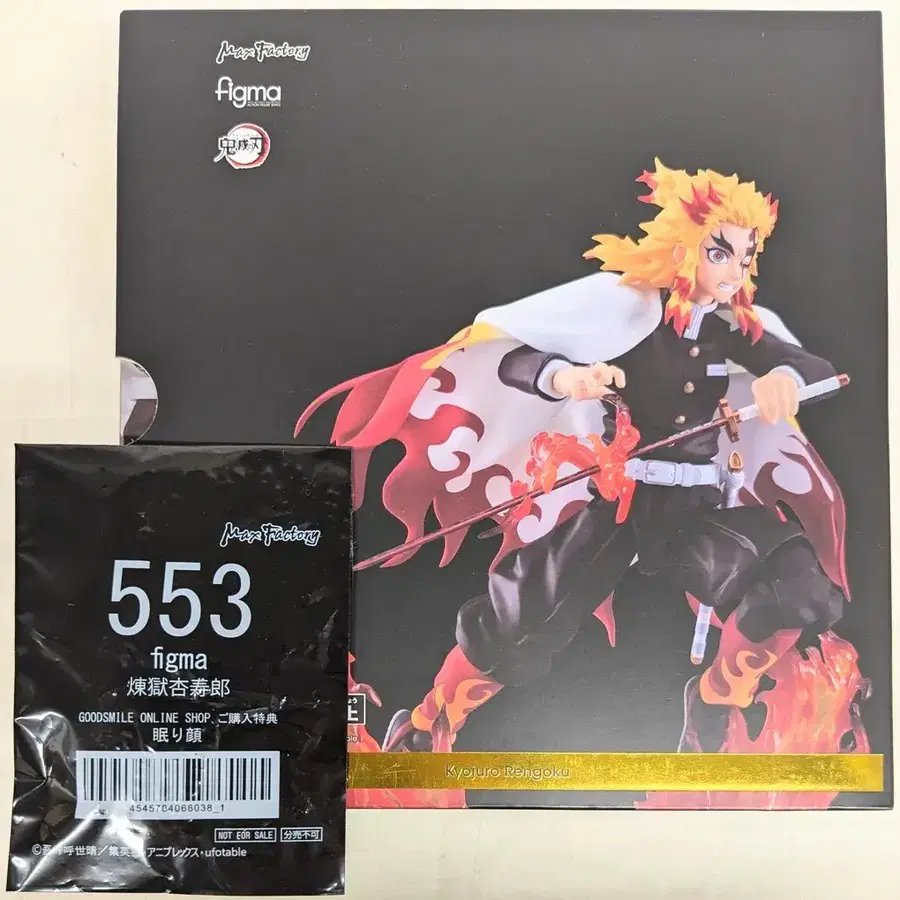 Max Factory
figma
鬼滅の刃
Kyojuro Rengoku
Max Factory
553
figma
煉獄杏寿郎
GOODSMILE ONLINE SHOP ご購入特典
眠り顔
4545784068038_1
NOT FOR SALE 分売不可
©吾峠呼世晴／集英社・アニプレックス・ufotable